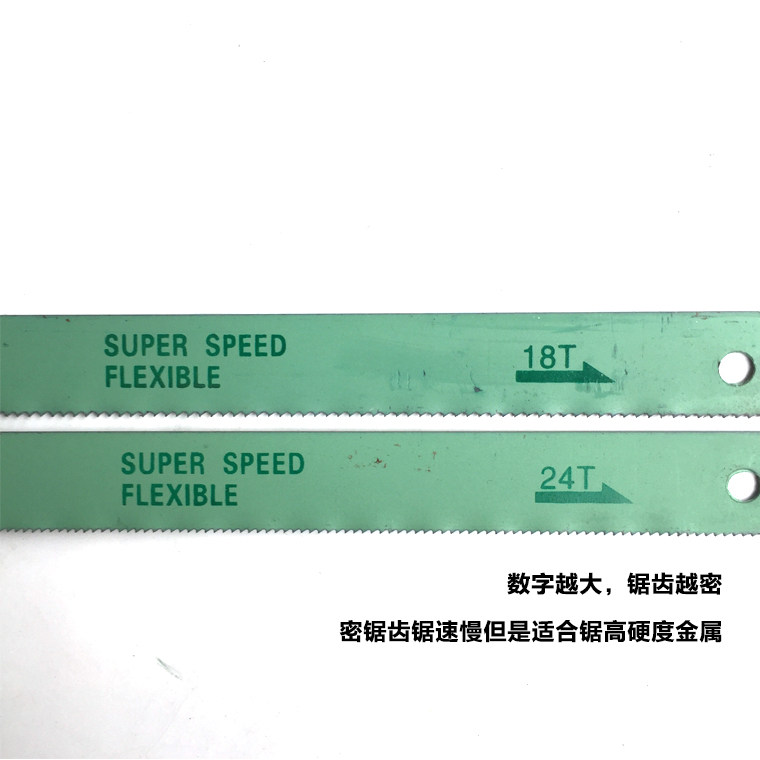 SUPER SPEED
FLEXIBLE
18T
SUPER SPEED
FLEXIBLE
24T
数字越大，锯齿越密
密锯齿锯速慢但是适合锯高硬度金属